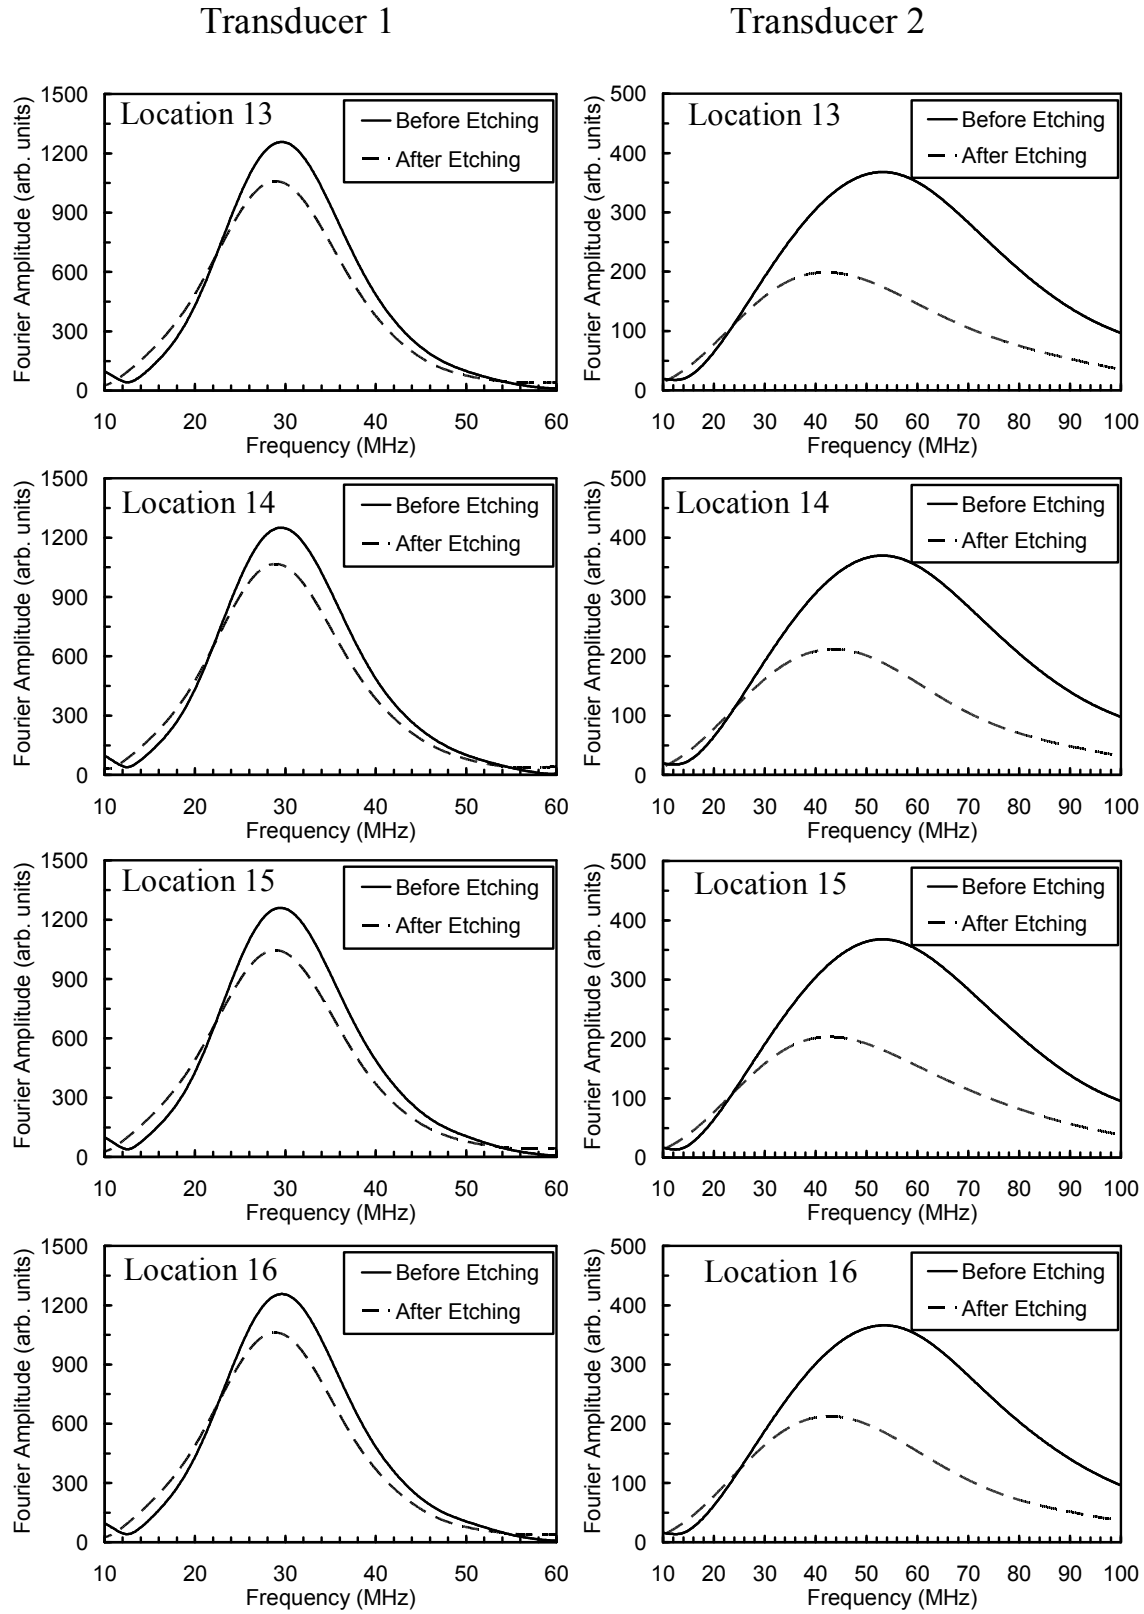 Transducer 1
Transducer 2
Fourier Amplitude (arb. units)
1500
1200
900
600
300
0
Location 13
Before Etching
After Etching
10 20 30 40 50 60
Frequency (MHz)
Fourier Amplitude (arb. units)
500
400
300
200
100
0
Location 13
Before Etching
After Etching
10 20 30 40 50 60 70 80 90 100
Frequency (MHz)
Fourier Amplitude (arb. units)
1500
1200
900
600
300
0
Location 14
Before Etching
After Etching
10 20 30 40 50 60
Frequency (MHz)
Fourier Amplitude (arb. units)
500
400
300
200
100
0
Location 14
Before Etching
After Etching
10 20 30 40 50 60 70 80 90 100
Frequency (MHz)
Fourier Amplitude (arb. units)
1500
1200
900
600
300
0
Location 15
Before Etching
After Etching
10 20 30 40 50 60
Frequency (MHz)
Fourier Amplitude (arb. units)
500
400
300
200
100
0
Location 15
Before Etching
After Etching
10 20 30 40 50 60 70 80 90 100
Frequency (MHz)
Fourier Amplitude (arb. units)
1500
1200
900
600
300
0
Location 16
Before Etching
After Etching
10 20 30 40 50 60
Frequency (MHz)
Fourier Amplitude (arb. units)
500
400
300
200
100
0
Location 16
Before Etching
After Etching
10 20 30 40 50 60 70 80 90 100
Frequency (MHz)